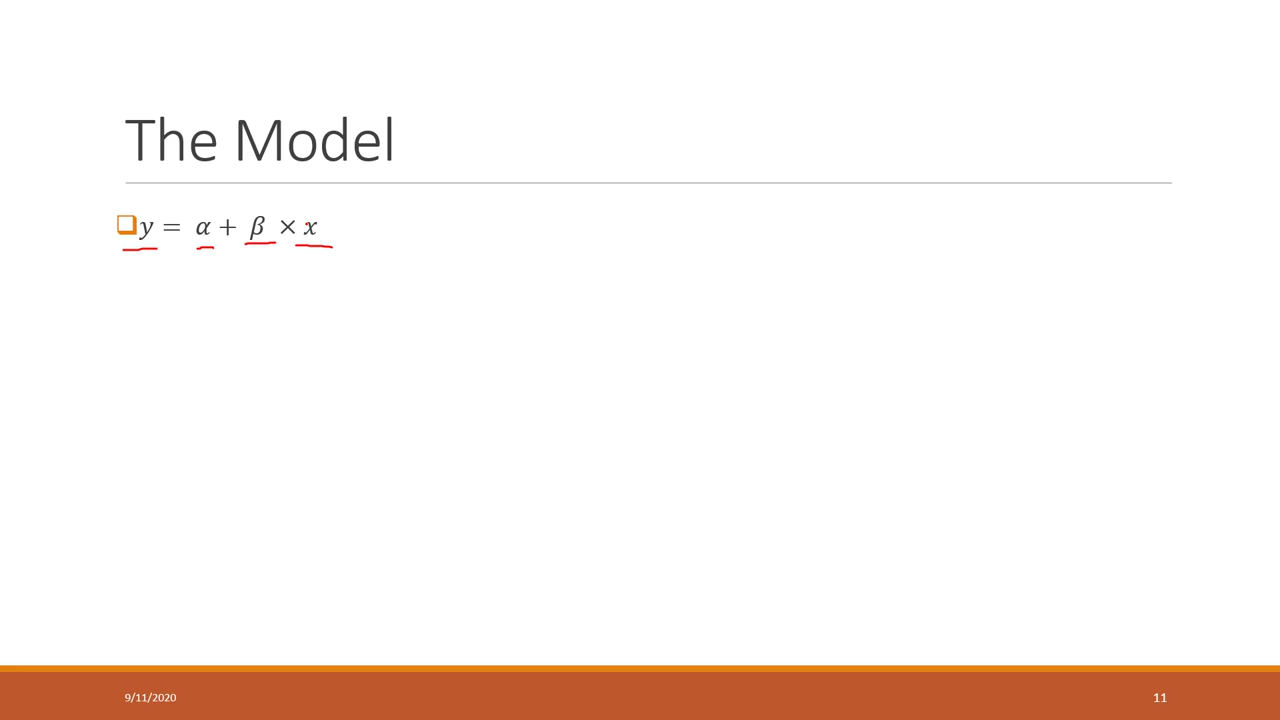 The Model
y = α + β × x
9/11/2020
11